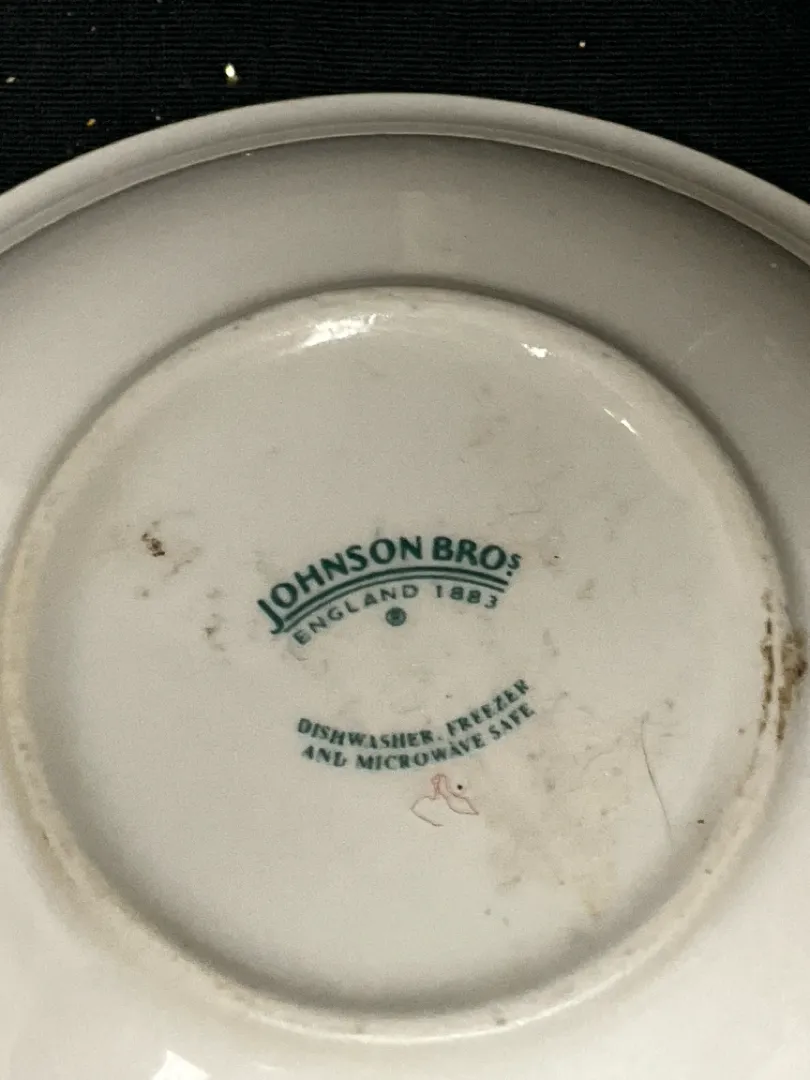 JOHNSON BROS.
ENGLAND 1883
®
DISHWASHER, FREEZER
AND MICROWAVE SAFE